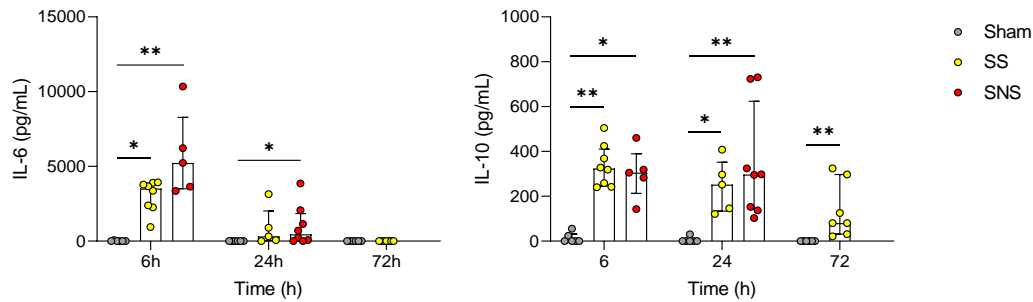 IL-6 (pg/mL)
15000
10000
5000
0
**
*
*
6h
24h
72h
Time (h)
IL-10 (pg/mL)
1000
800
600
400
200
0
*
**
**
*
**
6
24
72
Time (h)
Sham
SS
SNS